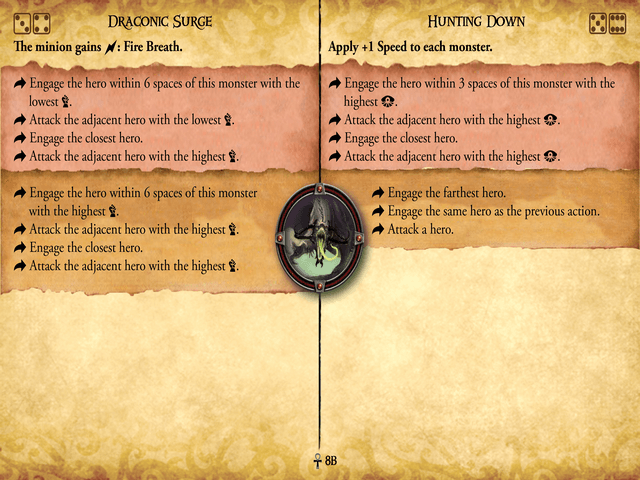 Draconic Surge
The minion gains : Fire Breath.
Engage the hero within 6 spaces of this monster with the
lowest .
Attack the adjacent hero with the lowest .
Engage the closest hero.
Attack the adjacent hero with the highest .
Engage the hero within 6 spaces of this monster
with the highest .
Attack the adjacent hero with the highest .
Engage the closest hero.
Attack the adjacent hero with the highest .
Hunting Down
Apply +1 Speed to each monster.
Engage the hero within 3 spaces of this monster with the
highest .
Attack the adjacent hero with the highest .
Engage the closest hero.
Attack the adjacent hero with the highest .
Engage the farthest hero.
Engage the same hero as the previous action.
Attack a hero.
8B